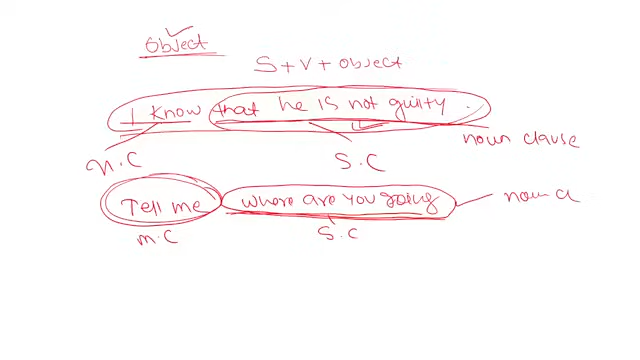 Object
S+V+object
I know that he is not guilty.
noun clause
M.C S.C
Tell me where are you going noun cl
m.C S.C